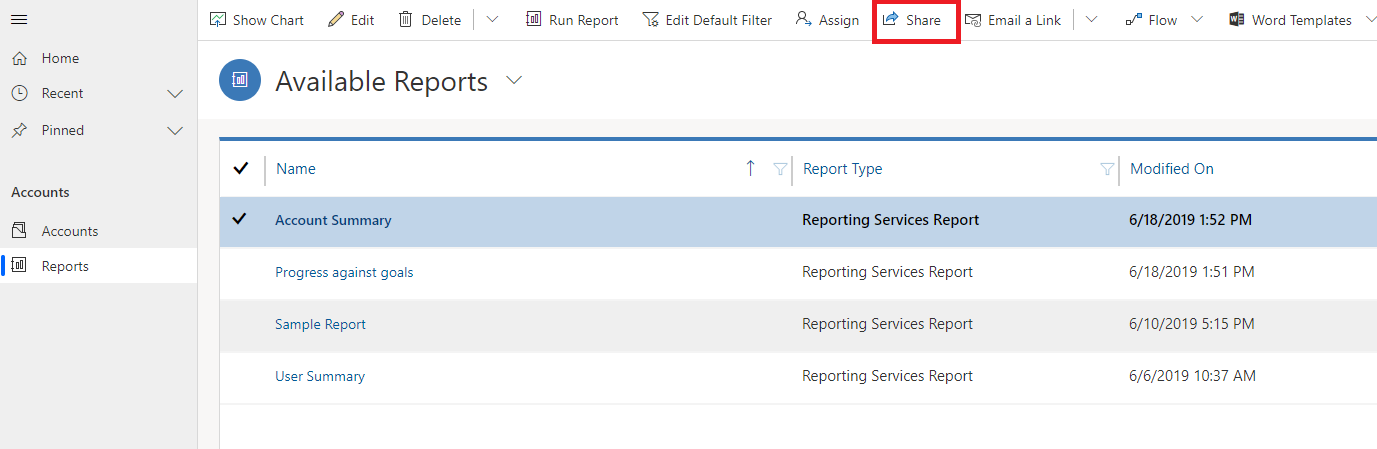 Show Chart Edit Delete Run Report Edit Default Filter Assign Share Email a Link Flow Word Templates
Home
Recent
Pinned
Accounts
Accounts
Reports
Available Reports
Name Report Type Modified On
Account Summary Reporting Services Report 6/18/2019 1:52 PM
Progress against goals Reporting Services Report 6/18/2019 1:51 PM
Sample Report Reporting Services Report 6/10/2019 5:15 PM
User Summary Reporting Services Report 6/6/2019 10:37 AM